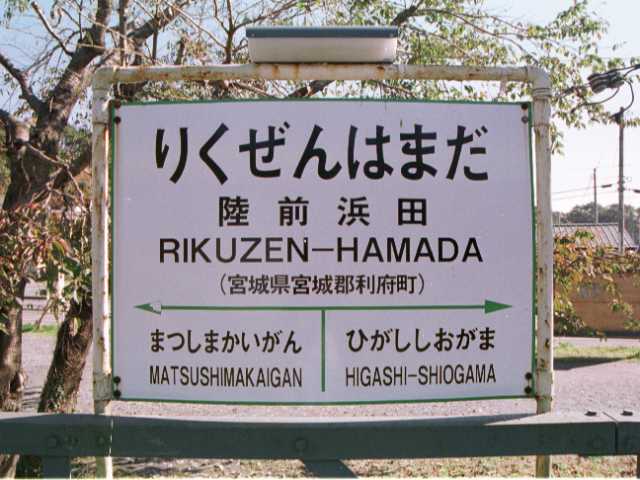 りくぜんはまだ
陸前浜田
RIKUZEN-HAMADA
(宮城県宮城郡利府町)
まつしまかいがん ひがししおがま
MATSUSHIMAKAIGAN HIGASHI-SHIOGAMA